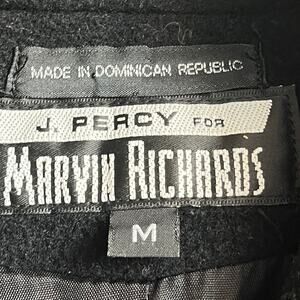 MADE IN DOMINICAN REPUBLIC
J. PERCY FOR
MARVIN RICHARDS
M